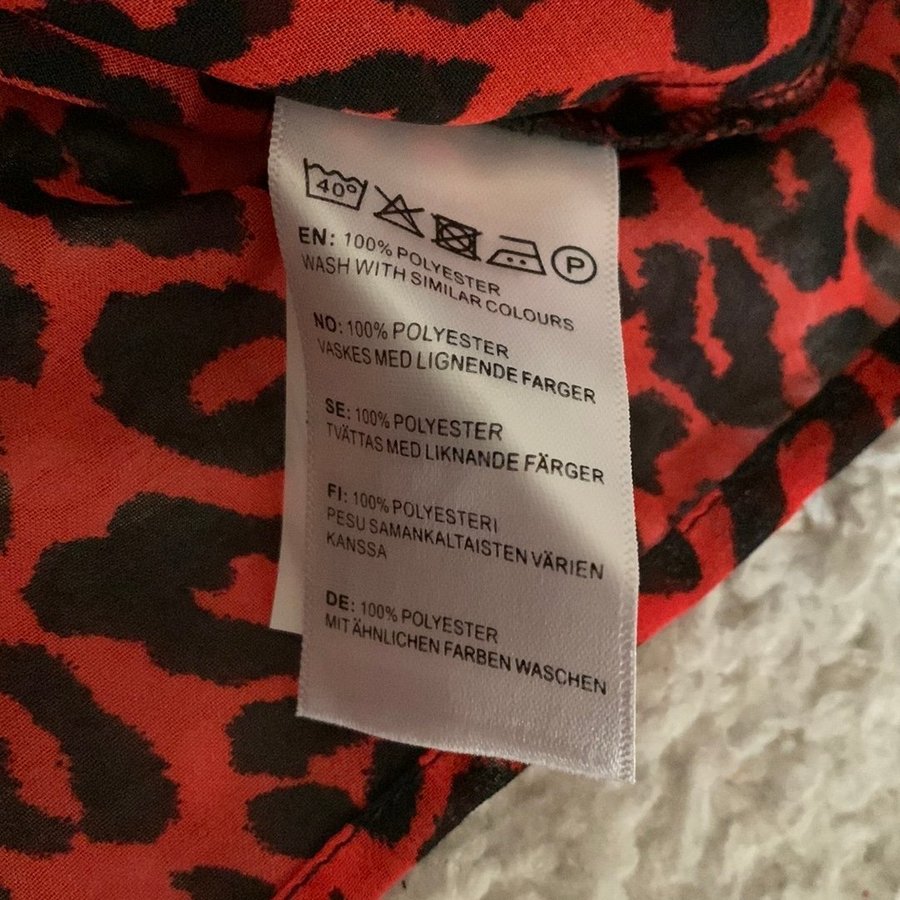 40° P
EN: 100% POLYESTER
WASH WITH SIMILAR COLOURS
NO: 100% POLYESTER
VASKES MED LIGNENDE FARGER
SE: 100% POLYESTER
TVÄTTAS MED LIKNANDE FÄRGER
FI: 100% POLYESTERI
PESU SAMANKALTAISTEN VÄRIEN
KANSSA
DE: 100% POLYESTER
MIT ÄHNLICHEN FARBEN WASCHEN